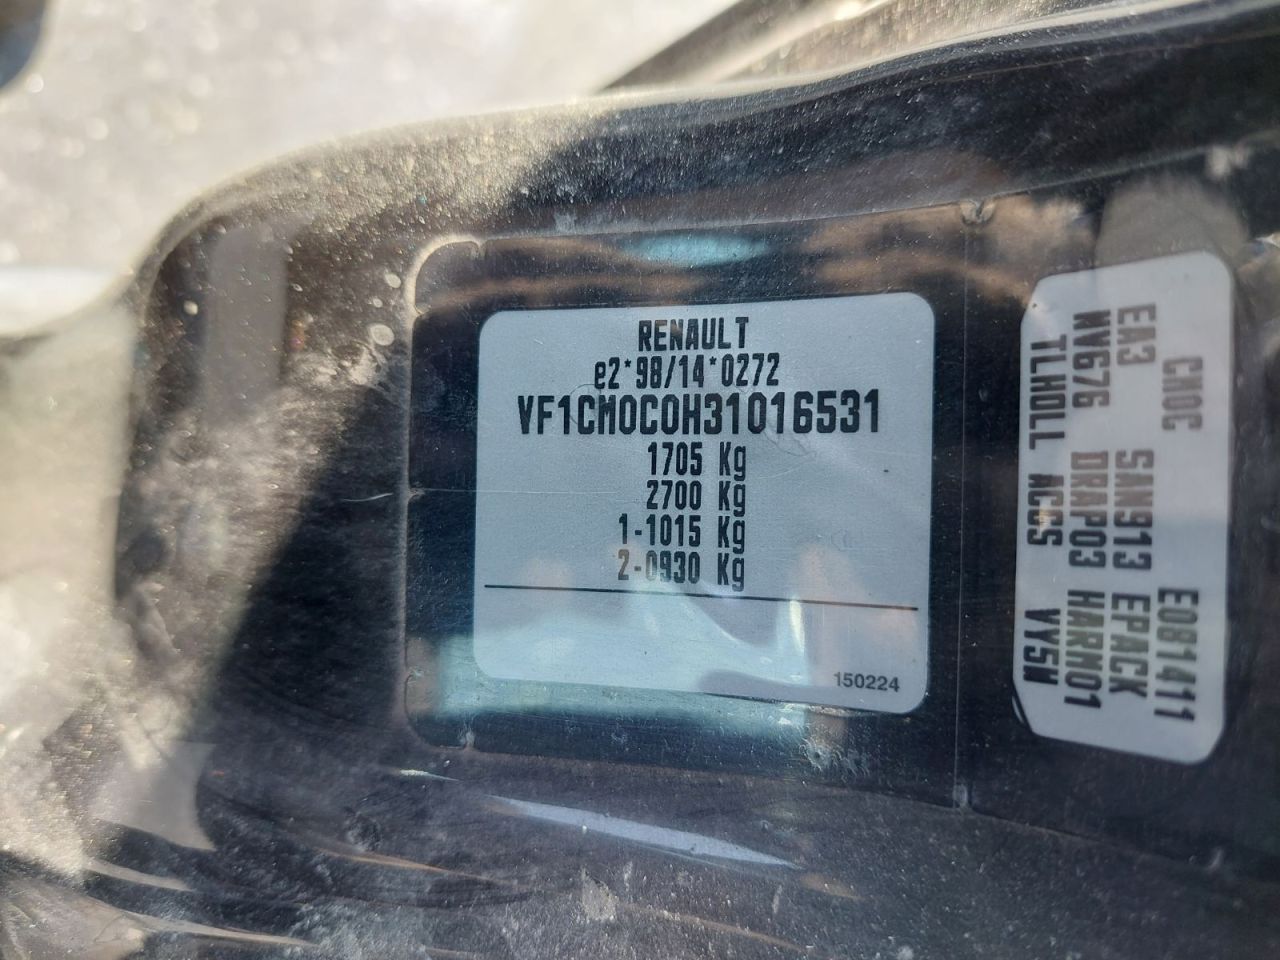 RENAULT
e2*98/14*0272
VF1CM0C0H31016531
1705 Kg
2700 Kg
1-1015 Kg
2-0930 Kg
150224
CM0C E081411
EA3 SAN913 EPACK
NV676 DRAP03 HARM01
TLHOLL ACCS VY5W